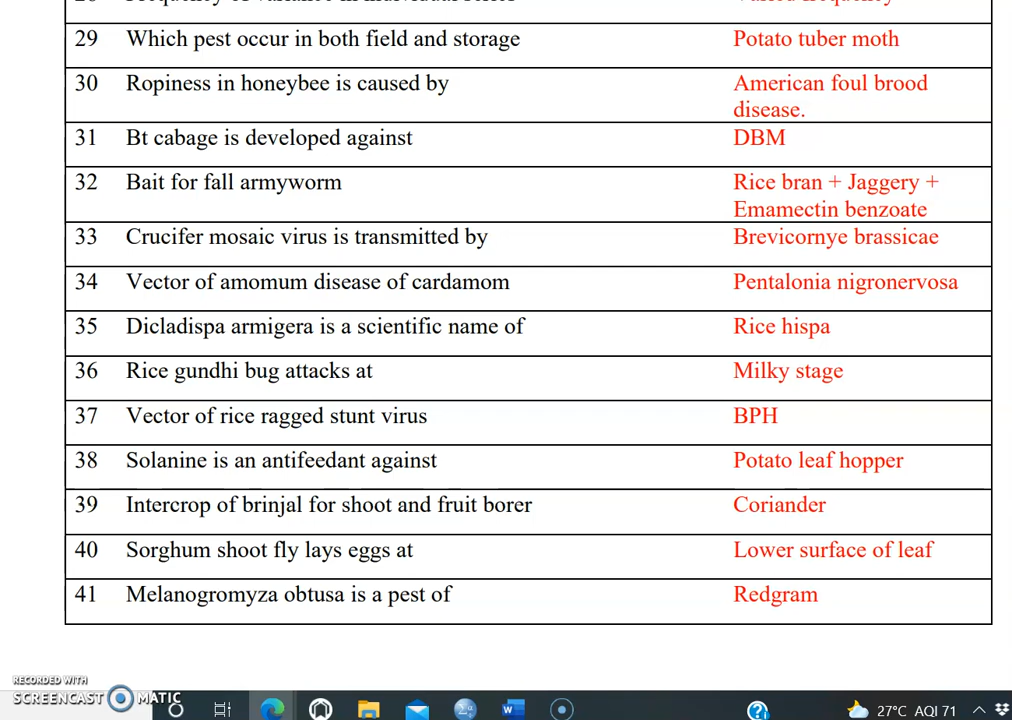 29 Which pest occur in both field and storage Potato tuber moth
30 Ropiness in honeybee is caused by American foul brood
disease.
31 Bt cabage is developed against DBM
32 Bait for fall armyworm Rice bran + Jaggery +
Emamectin benzoate
33 Crucifer mosaic virus is transmitted by Brevicornye brassicae
34 Vector of amomum disease of cardamom Pentalonia nigronervosa
35 Dicladispa armigera is a scientific name of Rice hispa
36 Rice gundhi bug attacks at Milky stage
37 Vector of rice ragged stunt virus BPH
38 Solanine is an antifeedant against Potato leaf hopper
39 Intercrop of brinjal for shoot and fruit borer Coriander
40 Sorghum shoot fly lays eggs at Lower surface of leaf
41 Melanogromyza obtusa is a pest of Redgram
RECORDED WITH
SCREENCAST MATIC
27°C AQI 71